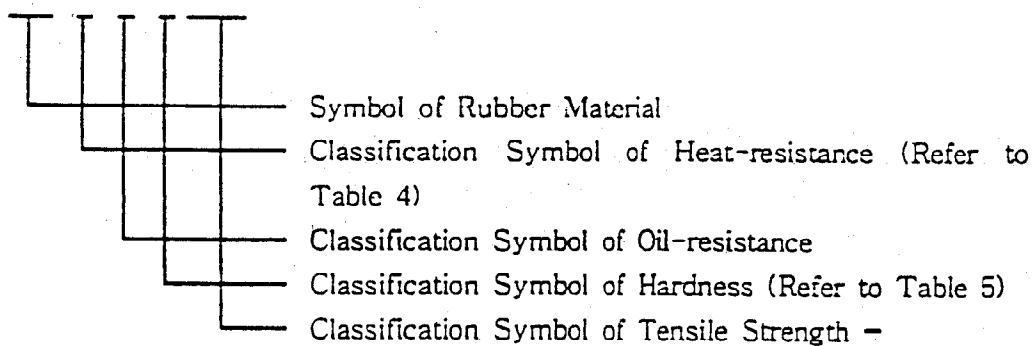 Symbol of Rubber Material
Classification Symbol of Heat-resistance (Refer to
Table 4)
Classification Symbol of Oil-resistance
Classification Symbol of Hardness (Refer to Table 5)
Classification Symbol of Tensile Strength -